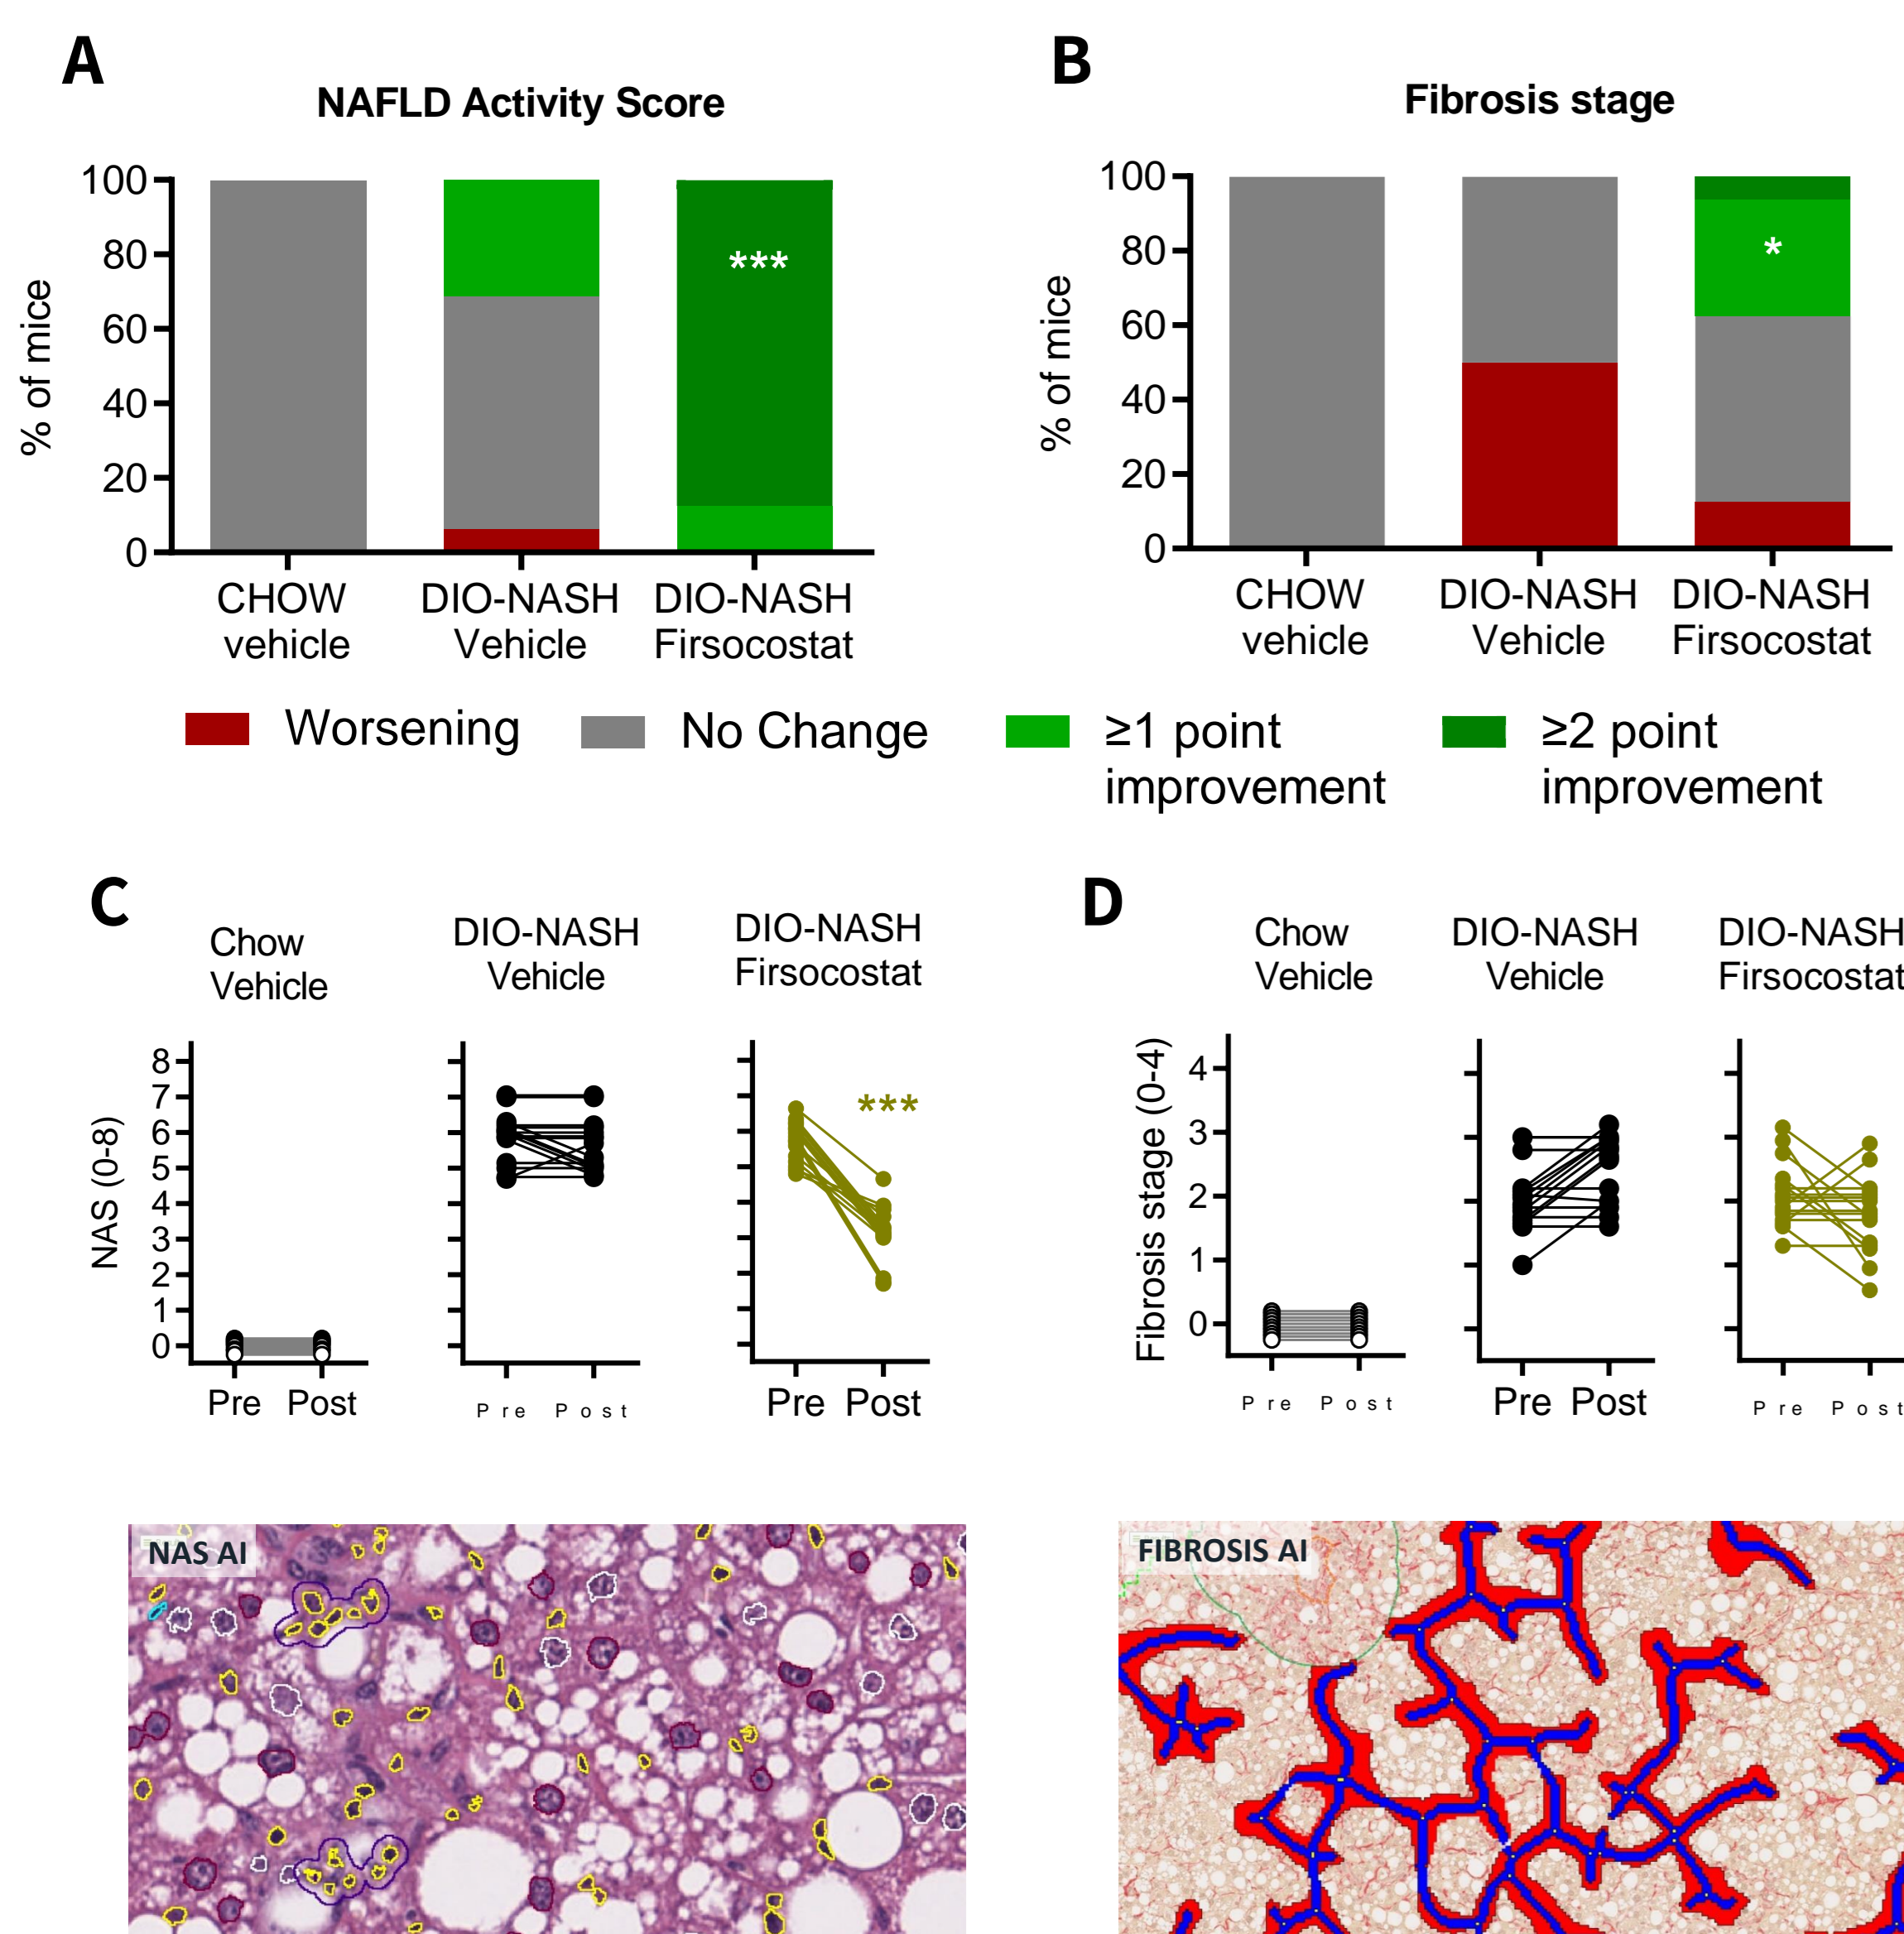 A
NAFLD Activity Score
% of mice
100
80
60
40
20
0
***
CHOW
vehicle
DIO-NASH
Vehicle
DIO-NASH
Firsocostat
B
Fibrosis stage
% of mice
100
80
60
40
20
0
*
CHOW
vehicle
DIO-NASH
Vehicle
DIO-NASH
Firsocostat
Worsening
No Change
≥1 point
improvement
≥2 point
improvement
C
Chow
Vehicle
DIO-NASH
Vehicle
DIO-NASH
Firsocostat
NAS (0-8)
8
7
6
5
4
3
2
1
0
***
Pre Post
Pre Post
Pre Post
D
Chow
Vehicle
DIO-NASH
Vehicle
DIO-NASH
Firsocostat
Fibrosis stage (0-4)
4
3
2
1
0
Pre Post
Pre Post
Pre Post
NAS AI
FIBROSIS AI